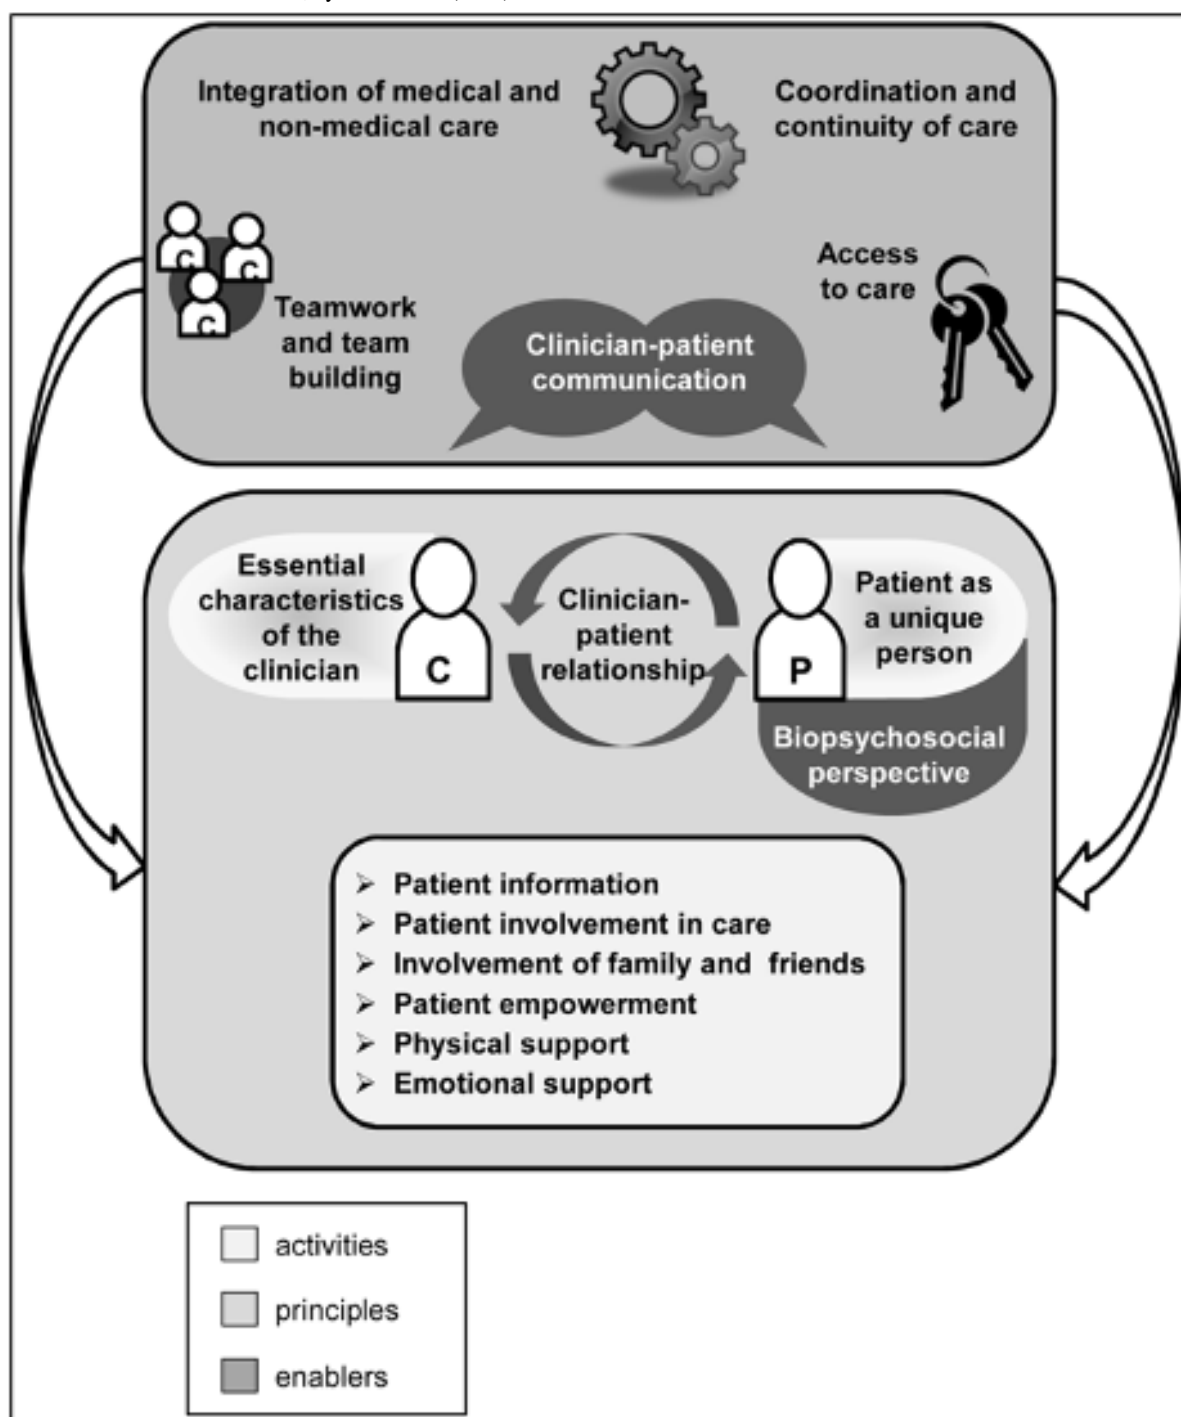 Integration of medical and
non-medical care
Coordination and
continuity of care
C
C
C
Teamwork
and team
building
Access
to care
Clinician-patient
communication
Essential
characteristics
of the
clinician
C
Clinician-
patient
relationship
P
Patient as
a unique
person
Biopsychosocial
perspective
➢ Patient information
➢ Patient involvement in care
➢ Involvement of family and friends
➢ Patient empowerment
➢ Physical support
➢ Emotional support
activities
principles
enablers